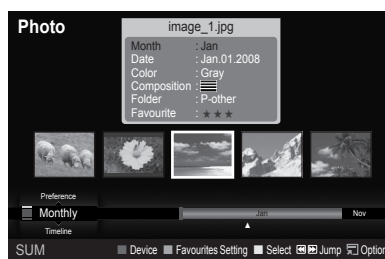 Photo
image_1.jpg
Month : Jan
Date : Jan.01.2008
Color : Gray
Composition :
Folder : P-other
Favourite : ★ ★ ★
Preference
Monthly
Jan
Nov
Timeline
SUM
Device Favourites Setting Select Jump Option